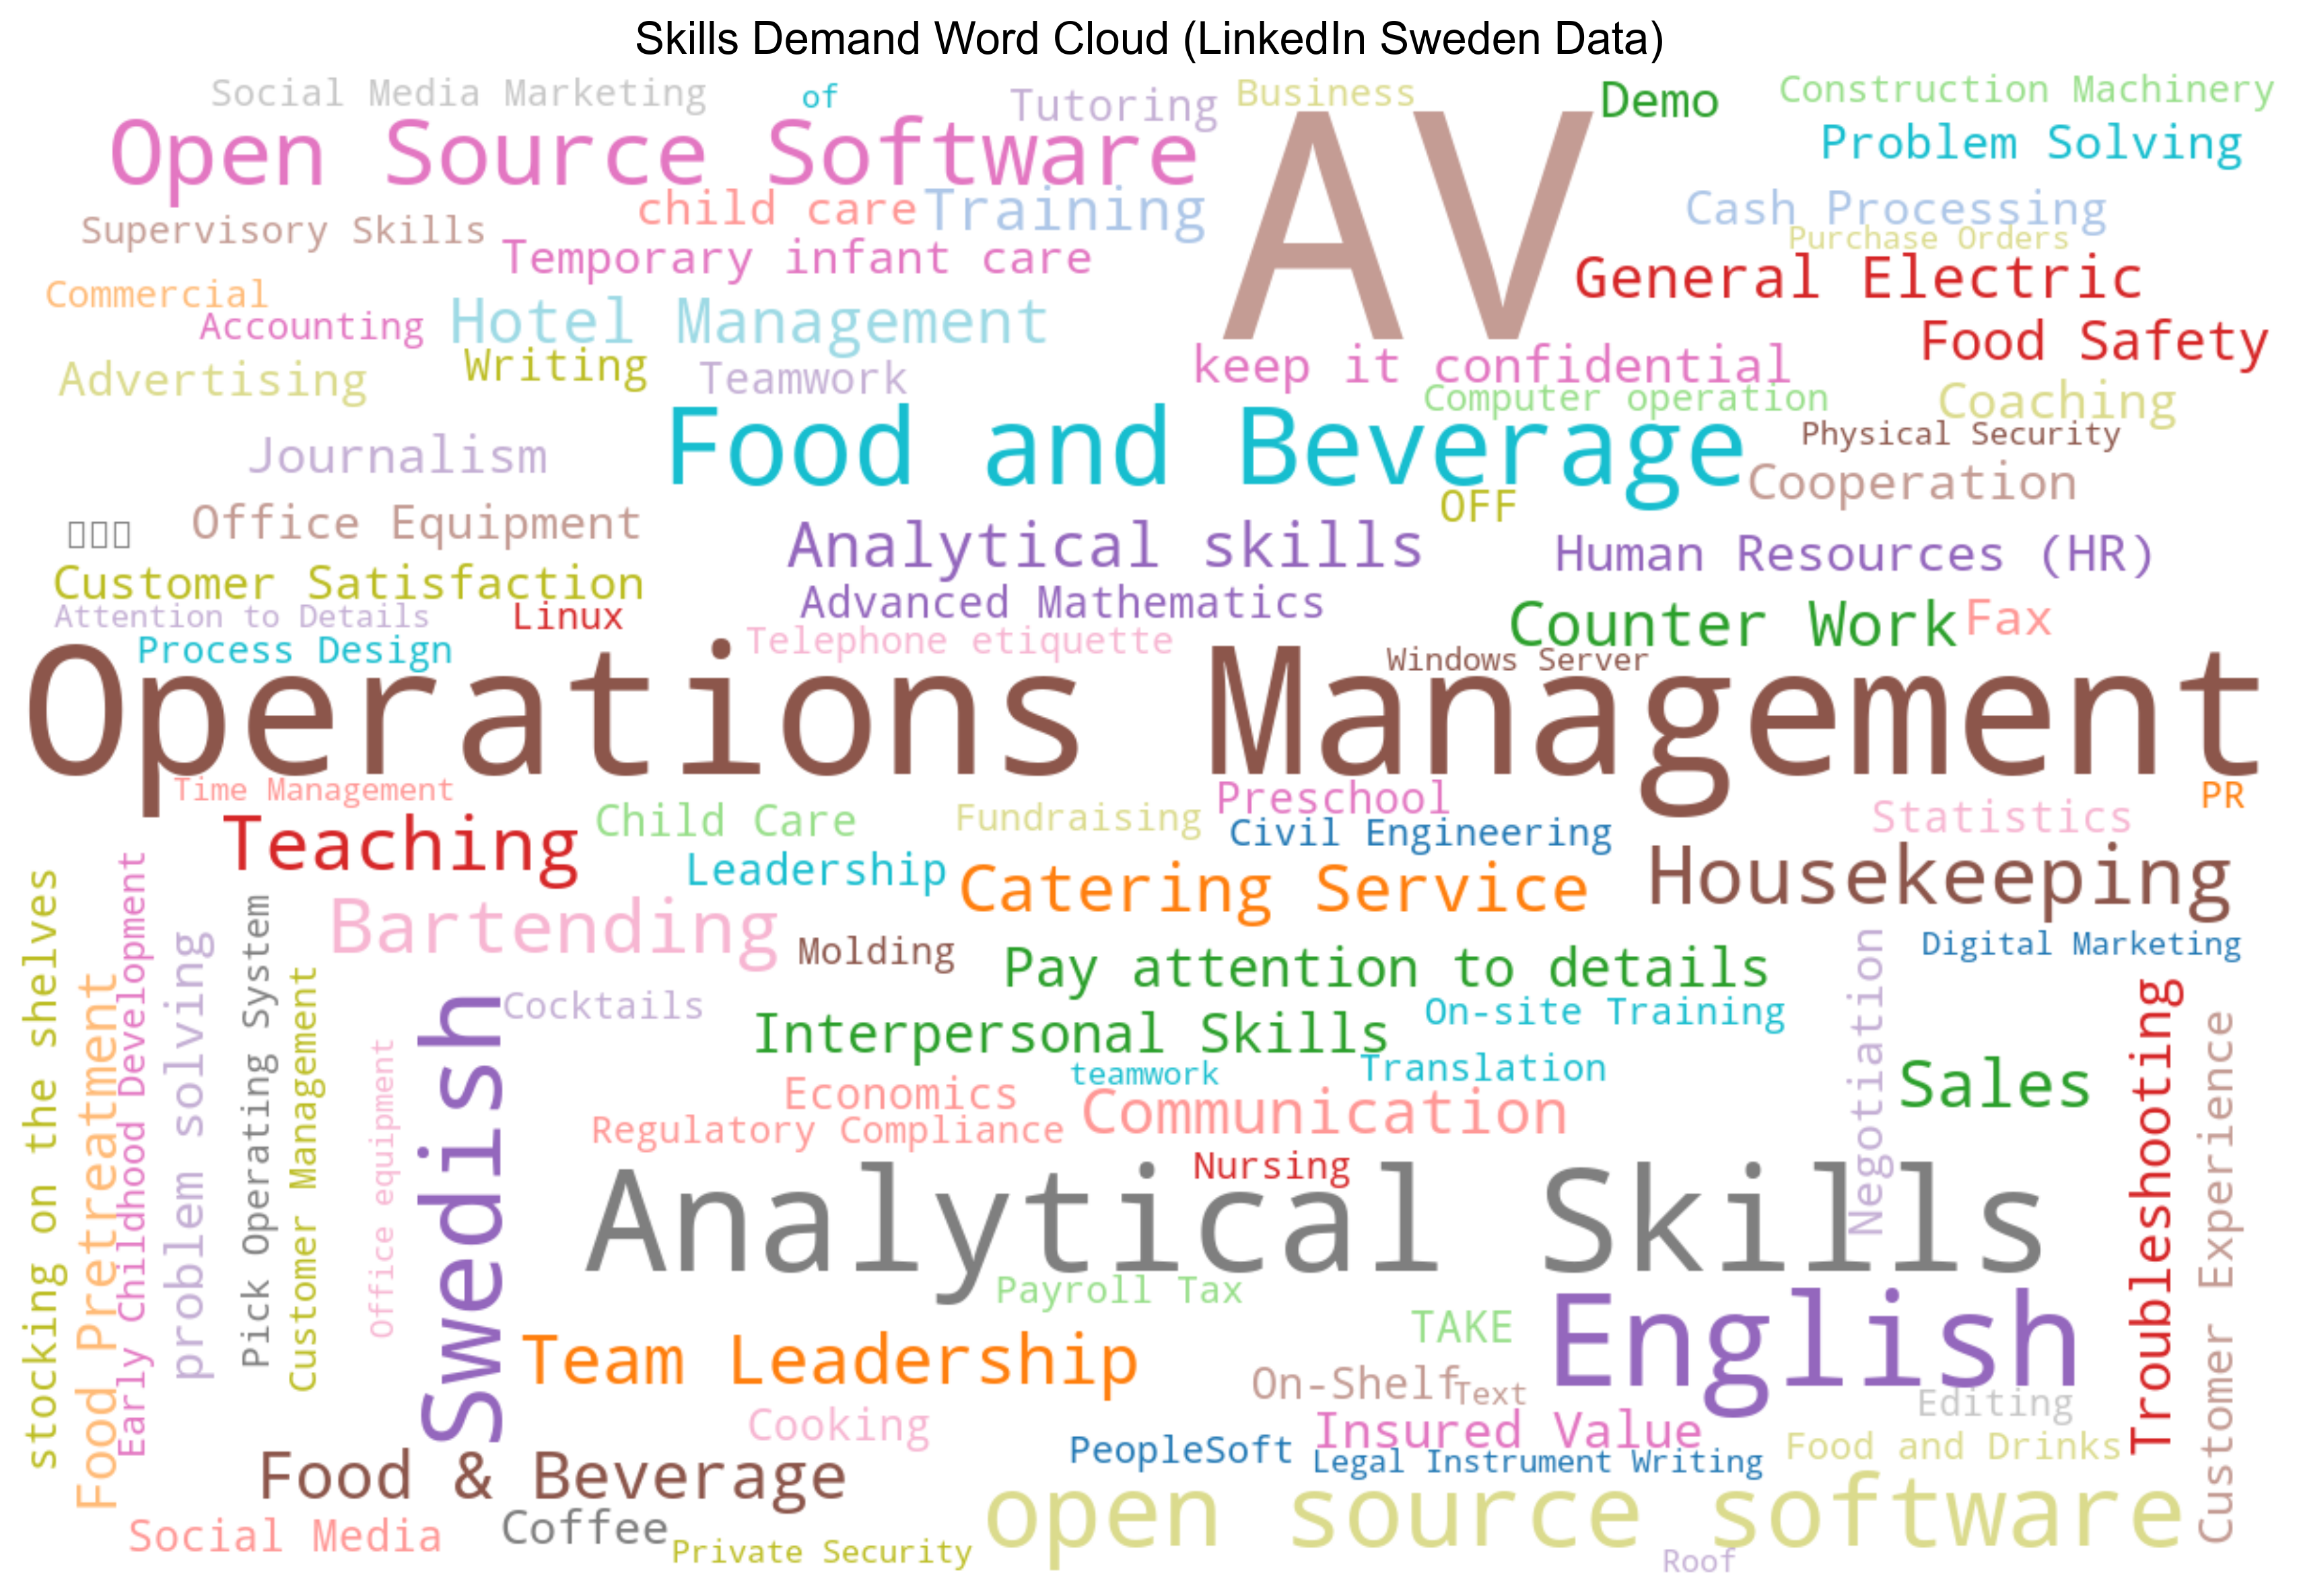 Skills Demand Word Cloud (LinkedIn Sweden Data)
Social Media Marketing
of
Tutoring
Business
AV
Demo
Construction Machinery
Open Source Software
Problem Solving
child care
Training
Cash Processing
Supervisory Skills
Temporary infant care
Purchase Orders
General Electric
Commercial
Accounting
Hotel Management
Food Safety
Advertising
Writing
Teamwork
keep it confidential
Computer operation
Coaching
Journalism
Food and Beverage
Physical Security
Cooperation
OFF
Office Equipment
Analytical skills
Human Resources (HR)
Customer Satisfaction
Advanced Mathematics
Attention to Details
Linux
Counter Work
Fax
Process Design
Telephone etiquette
Windows Server
Operations Management
Time Management
Preschool
PR
Teaching
Child Care
Fundraising
Civil Engineering
Statistics
Leadership
Catering Service
Housekeeping
Bartending
Molding
Pay attention to details
Digital Marketing
stocking on the shelves
Food Pretreatment
Early Childhood Development
problem solving
Pick Operating System
Customer Management
Office equipment
Swedish
Cocktails
Interpersonal Skills
On-site Training
Negotiation
Troubleshooting
Customer Experience
Economics
teamwork
Translation
Sales
Regulatory Compliance
Communication
Nursing
Analytical Skills
Payroll Tax
TAKE
English
Team Leadership
On-Shelf
Text
Editing
Cooking
Insured Value
PeopleSoft
Legal Instrument Writing
Food and Drinks
Food & Beverage
open source software
Social Media
Coffee
Private Security
Roof